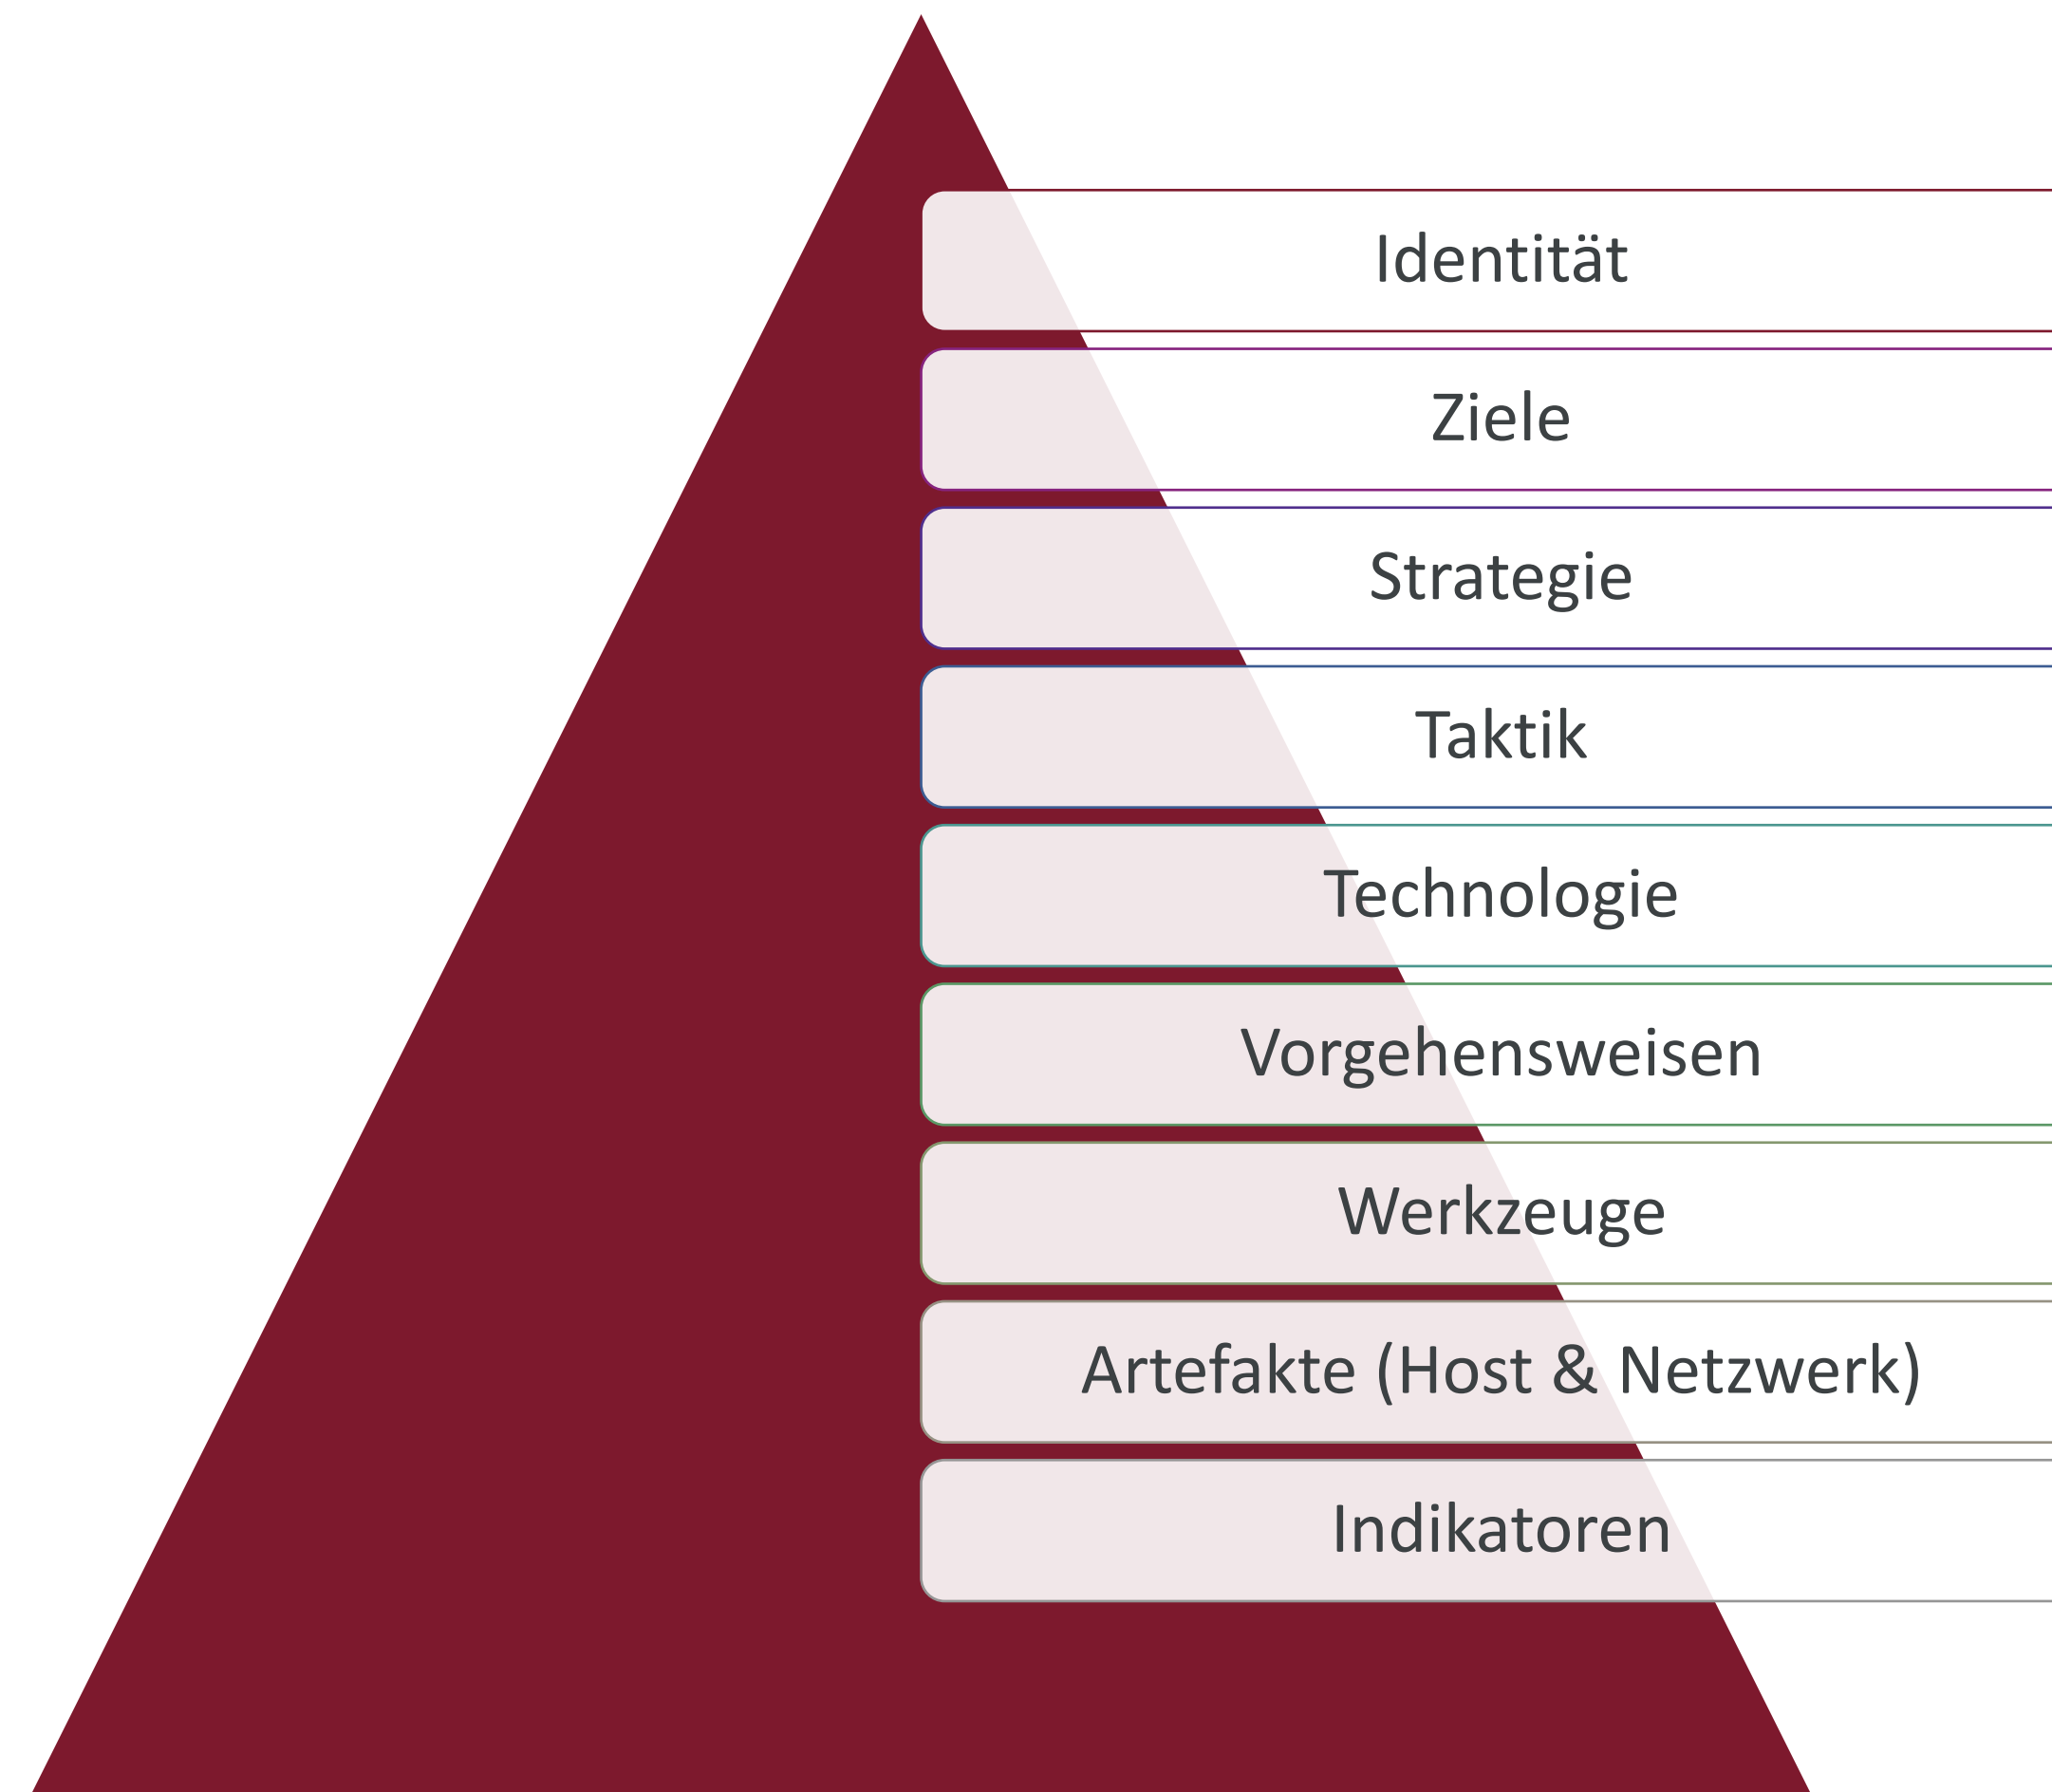 Identität
Ziele
Strategie
Taktik
Technologie
Vorgehensweisen
Werkzeuge
Artefakte (Host & Netzwerk)
Indikatoren